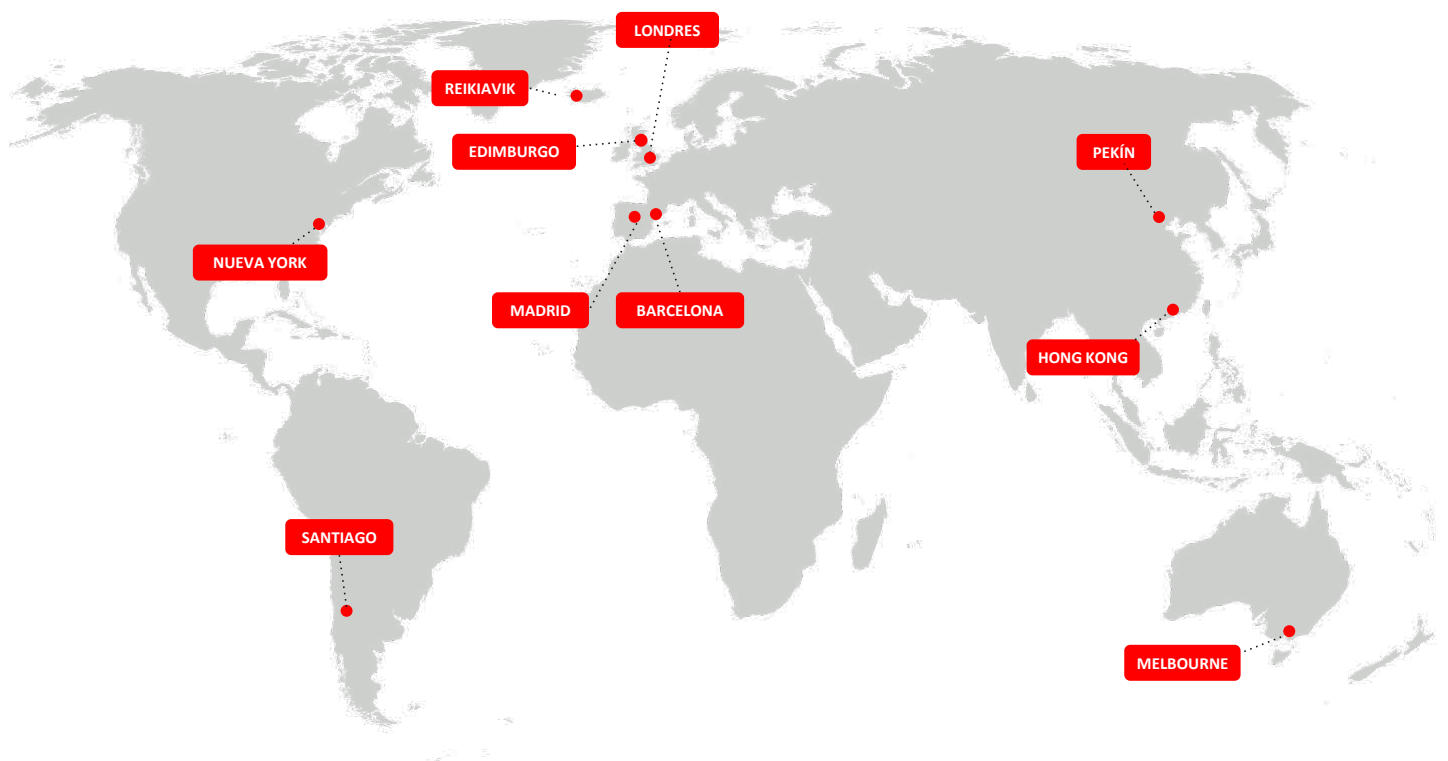 LONDRES
REIKIAVIK
EDIMBURGO
PEKÍN
NUEVA YORK
MADRID
BARCELONA
HONG KONG
SANTIAGO
MELBOURNE